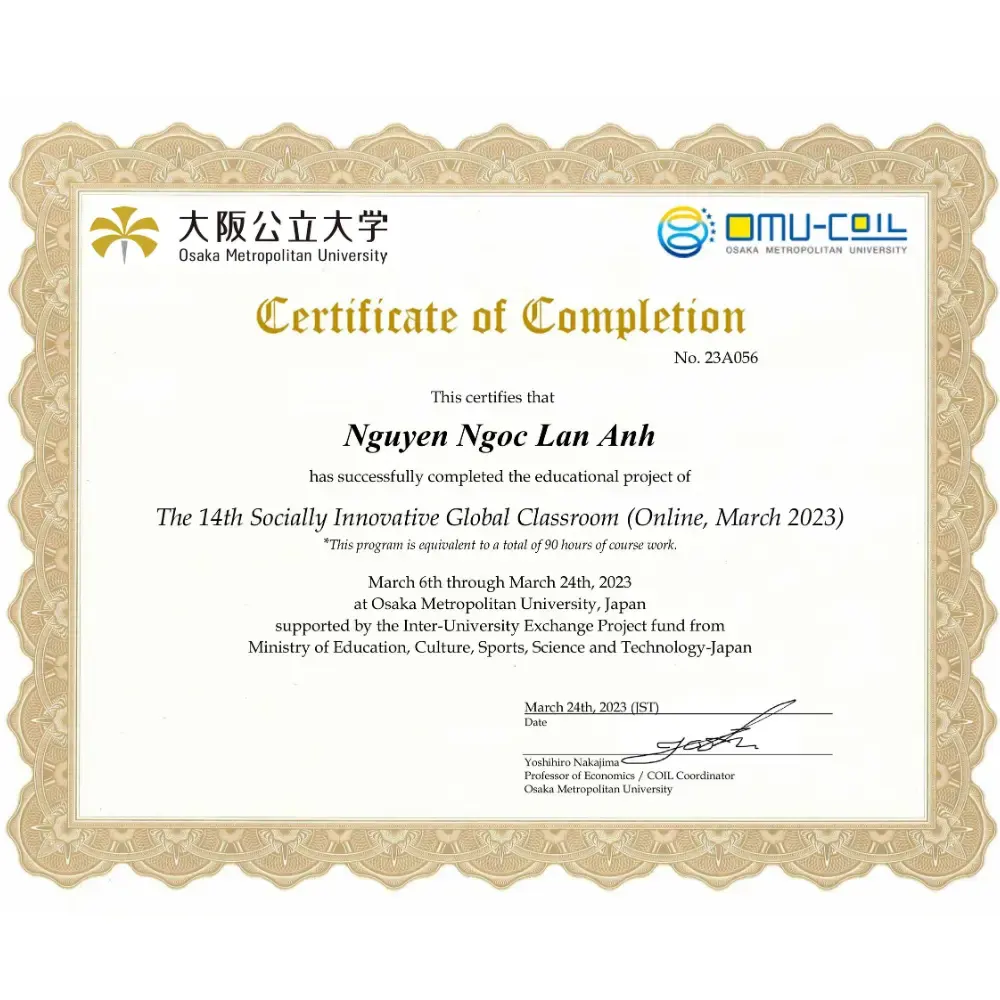 大阪公立大学
Osaka Metropolitan University
OMU-COIL
OSAKA METROPOLITAN UNIVERSITY
Certificate of Completion
No. 23A056
This certifies that
Nguyen Ngoc Lan Anh
has successfully completed the educational project of
The 14th Socially Innovative Global Classroom (Online, March 2023)
*This program is equivalent to a total of 90 hours of course work.
March 6th through March 24th, 2023
at Osaka Metropolitan University, Japan
supported by the Inter-University Exchange Project fund from
Ministry of Education, Culture, Sports, Science and Technology-Japan
March 24th, 2023 (JST)
Date
Yoshihiro Nakajima
Professor of Economics / COIL Coordinator
Osaka Metropolitan University